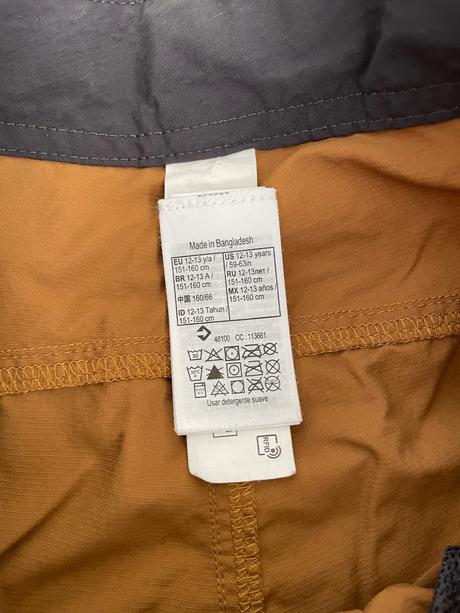 Made in Bangladesh
EU 12-13 y/a / 151-160 cm
BR 12-13 A / 151-160 cm
中国 160/66
ID 12-13 Tahun / 151-160 cm
US 12-13 years / 59-63in
RU 12-13лет / 151-160 cm
MX 12-13 años / 151-160 cm
46100 CC : 113661
Usar detergente suave
RFID